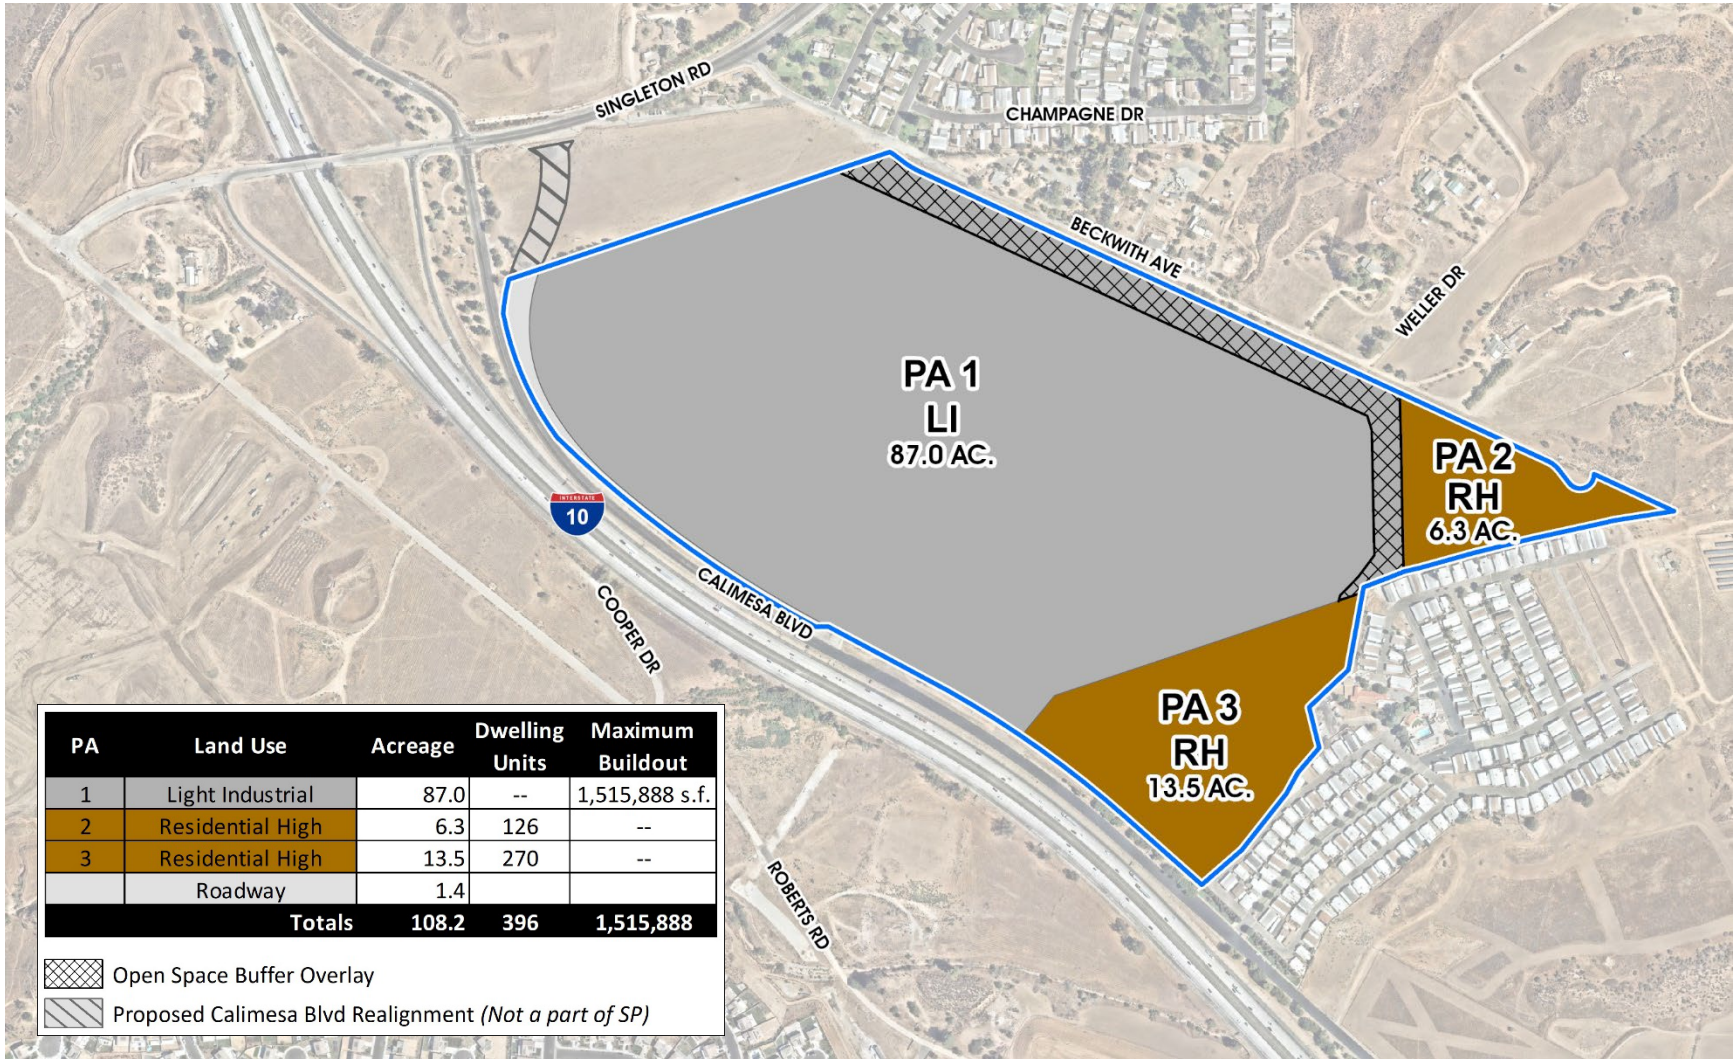 SINGLETON RD
CHAMPAGNE DR
BECKWITH AVE
WELLER DR
PA 1
LI
87.0 AC.
PA 2
RH
6.3 AC.
INTERSTATE
10
CALIMESA BLVD
COOPER DR
PA 3
RH
13.5 AC.
ROBERTS RD
PA Land Use Acreage Dwelling Units Maximum Buildout
1 Light Industrial 87.0 -- 1,515,888 s.f.
2 Residential High 6.3 126 --
3 Residential High 13.5 270 --
Roadway 1.4
Totals 108.2 396 1,515,888
Open Space Buffer Overlay
Proposed Calimesa Blvd Realignment (Not a part of SP)